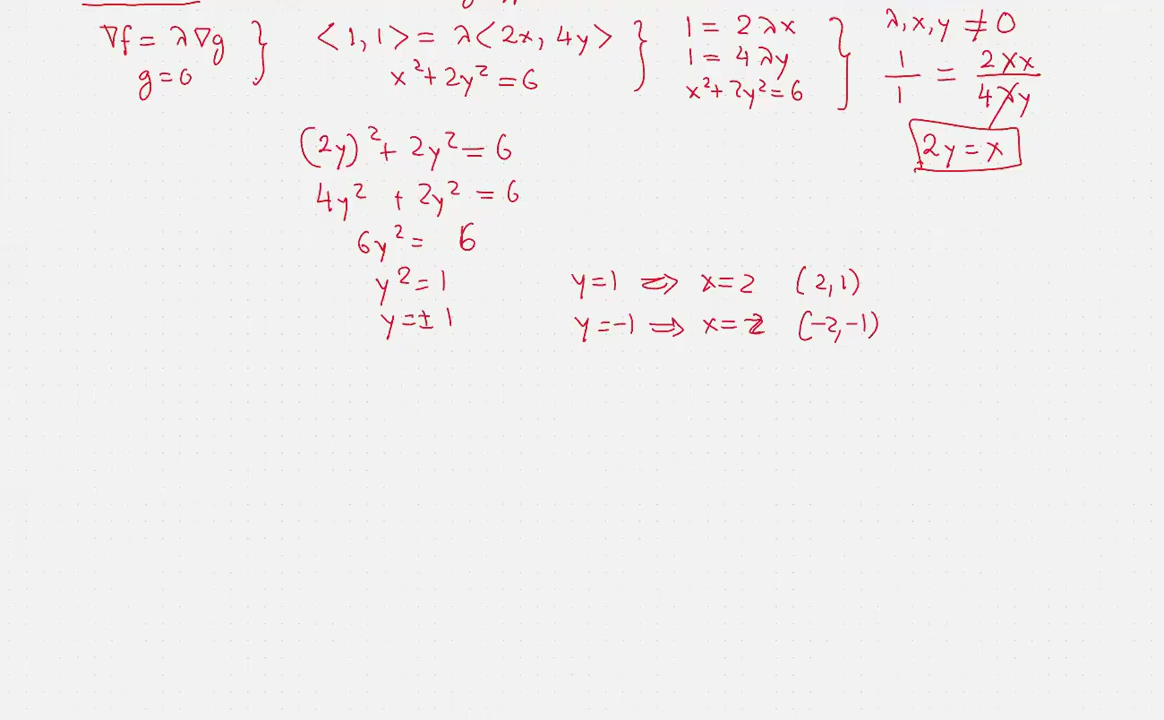 ∇f = λ∇g } <1, 1> = λ<2x, 4y> } 1 = 2λx } λ, x, y ≠ 0
g = 0 x² + 2y² = 6 1 = 4λy 1/1 = 2λx/4λy
x² + 2y² = 6
(2y)² + 2y² = 6 2y = x
4y² + 2y² = 6
6y² = 6
y² = 1 y = 1 ⇒ x = 2 (2, 1)
y = ± 1 y = -1 ⇒ x = -2 (-2, -1)